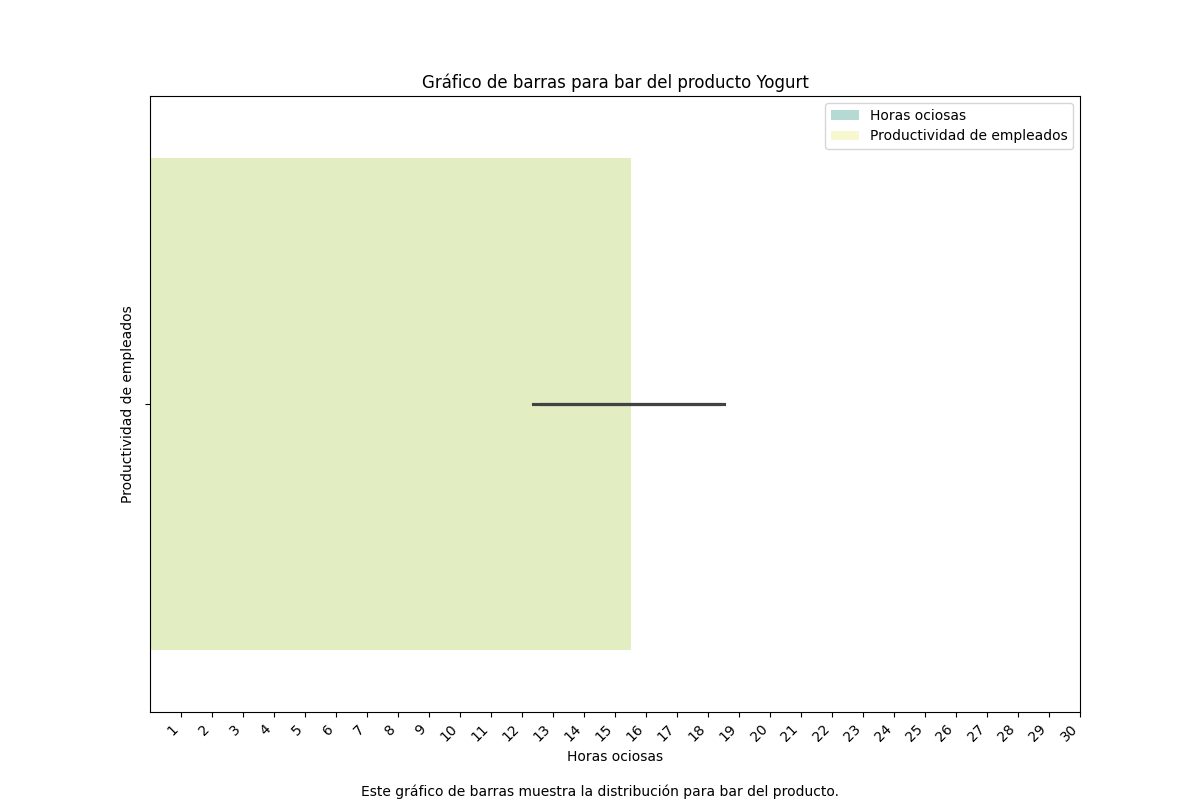 Gráfico de barras para bar del producto Yogurt
Horas ociosas
Productividad de empleados
Productividad de empleados
1 2 3 4 5 6 7 8 9 10 11 12 13 14 15 16 17 18 19 20 21 22 23 24 25 26 27 28 29 30
Horas ociosas
Este gráfico de barras muestra la distribución para bar del producto.